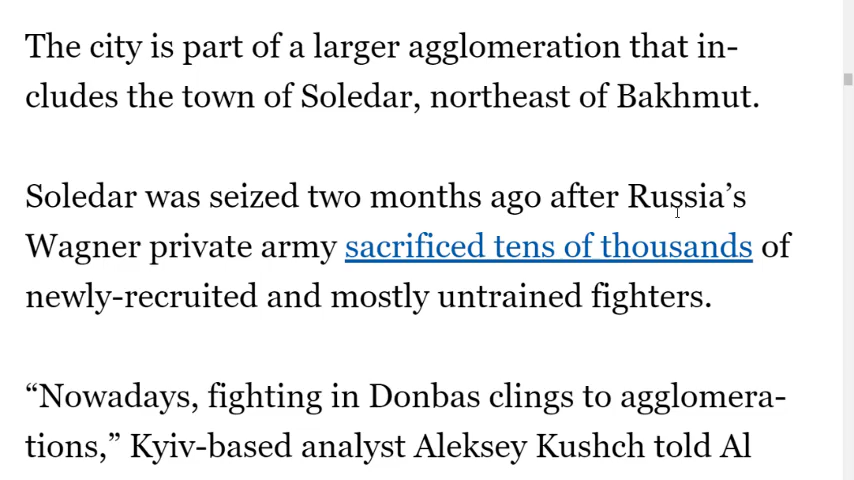 The city is part of a larger agglomeration that in-
cludes the town of Soledar, northeast of Bakhmut.
Soledar was seized two months ago after Russia’s
Wagner private army sacrificed tens of thousands of
newly-recruited and mostly untrained fighters.
“Nowadays, fighting in Donbas clings to agglomera-
tions,” Kyiv-based analyst Aleksey Kushch told Al